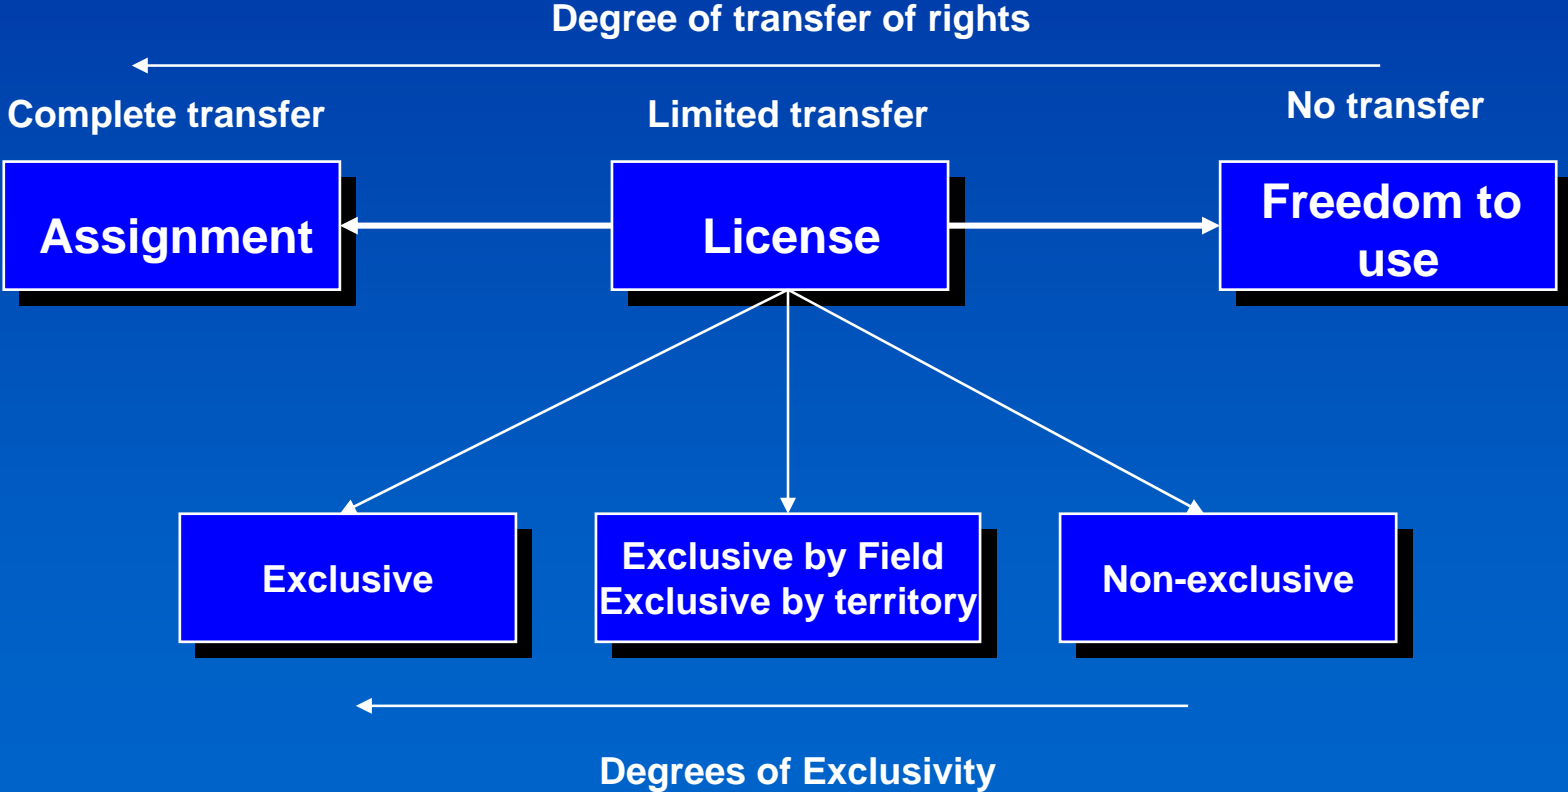 Degree of transfer of rights
Complete transfer
Limited transfer
No transfer
Assignment
License
Freedom to
use
Exclusive
Exclusive by Field
Exclusive by territory
Non-exclusive
Degrees of Exclusivity